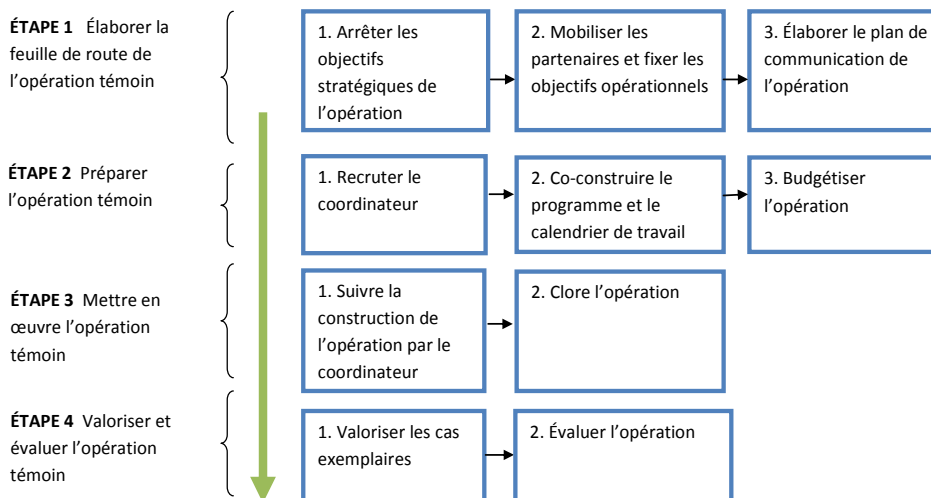 ÉTAPE 1 Élaborer la
feuille de route de
l’opération témoin
1. Arrêter les
objectifs
stratégiques de
l’opération
2. Mobiliser les
partenaires et fixer les
objectifs opérationnels
3. Élaborer le plan de
communication de
l’opération
ÉTAPE 2 Préparer
l’opération témoin
1. Recruter le
coordinateur
2. Co-construire le
programme et le
calendrier de travail
3. Budgétiser
l’opération
ÉTAPE 3 Mettre en
œuvre l’opération
témoin
1. Suivre la
construction de
l’opération par le
coordinateur
2. Clore l’opération
ÉTAPE 4 Valoriser et
évaluer l’opération
témoin
1. Valoriser les cas
exemplaires
2. Évaluer l’opération